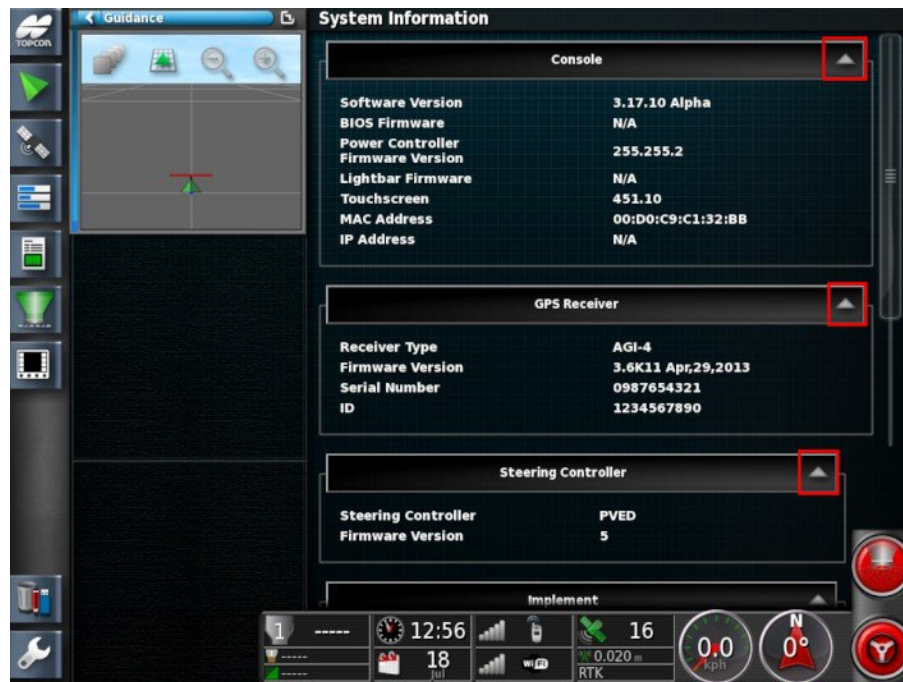 TOPCON
Guidance
System Information
Console
Software Version 3.17.10 Alpha
BIOS Firmware N/A
Power Controller
Firmware Version 255.255.2
Lightbar Firmware N/A
Touchscreen 451.10
MAC Address 00:D0:C9:C1:32:BB
IP Address N/A
GPS Receiver
Receiver Type AGI-4
Firmware Version 3.6K11 Apr,29,2013
Serial Number 0987654321
ID 1234567890
Steering Controller
Steering Controller PVED
Firmware Version 5
Implement
1 ----- 12:56 16
----- 18 WiFi 0.020 m
----- Jul RTK
0.0
kph
N
0°